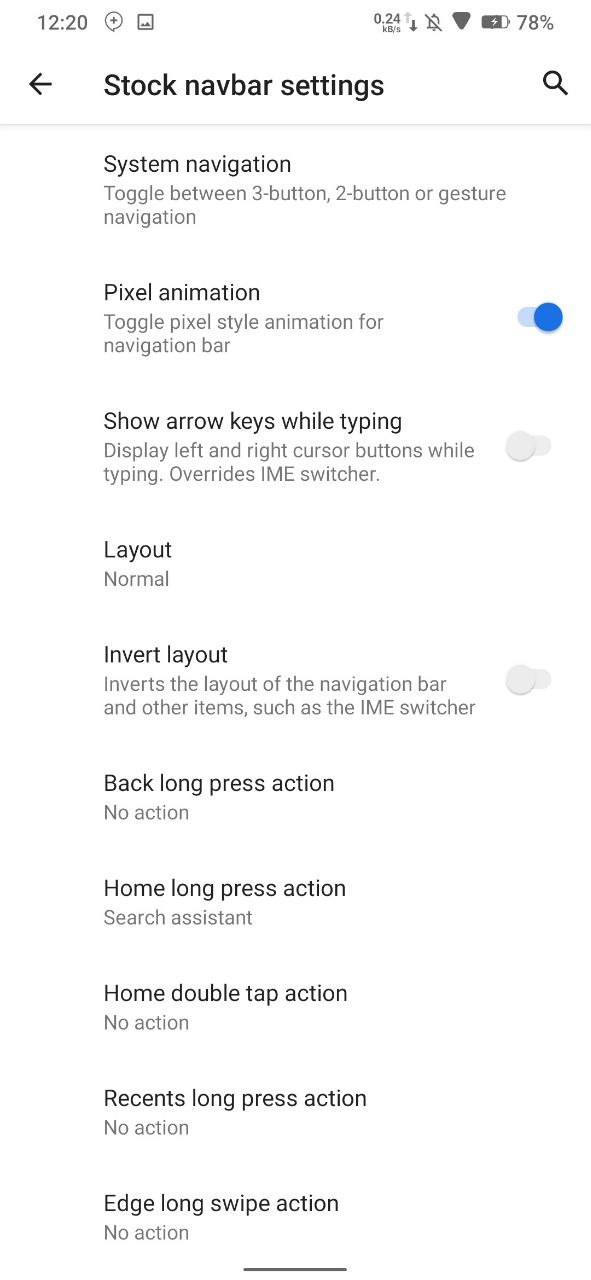 12:20 0.24 kB/s 78%
Stock navbar settings
System navigation
Toggle between 3-button, 2-button or gesture
navigation
Pixel animation
Toggle pixel style animation for
navigation bar
Show arrow keys while typing
Display left and right cursor buttons while
typing. Overrides IME switcher.
Layout
Normal
Invert layout
Inverts the layout of the navigation bar
and other items, such as the IME switcher
Back long press action
No action
Home long press action
Search assistant
Home double tap action
No action
Recents long press action
No action
Edge long swipe action
No action